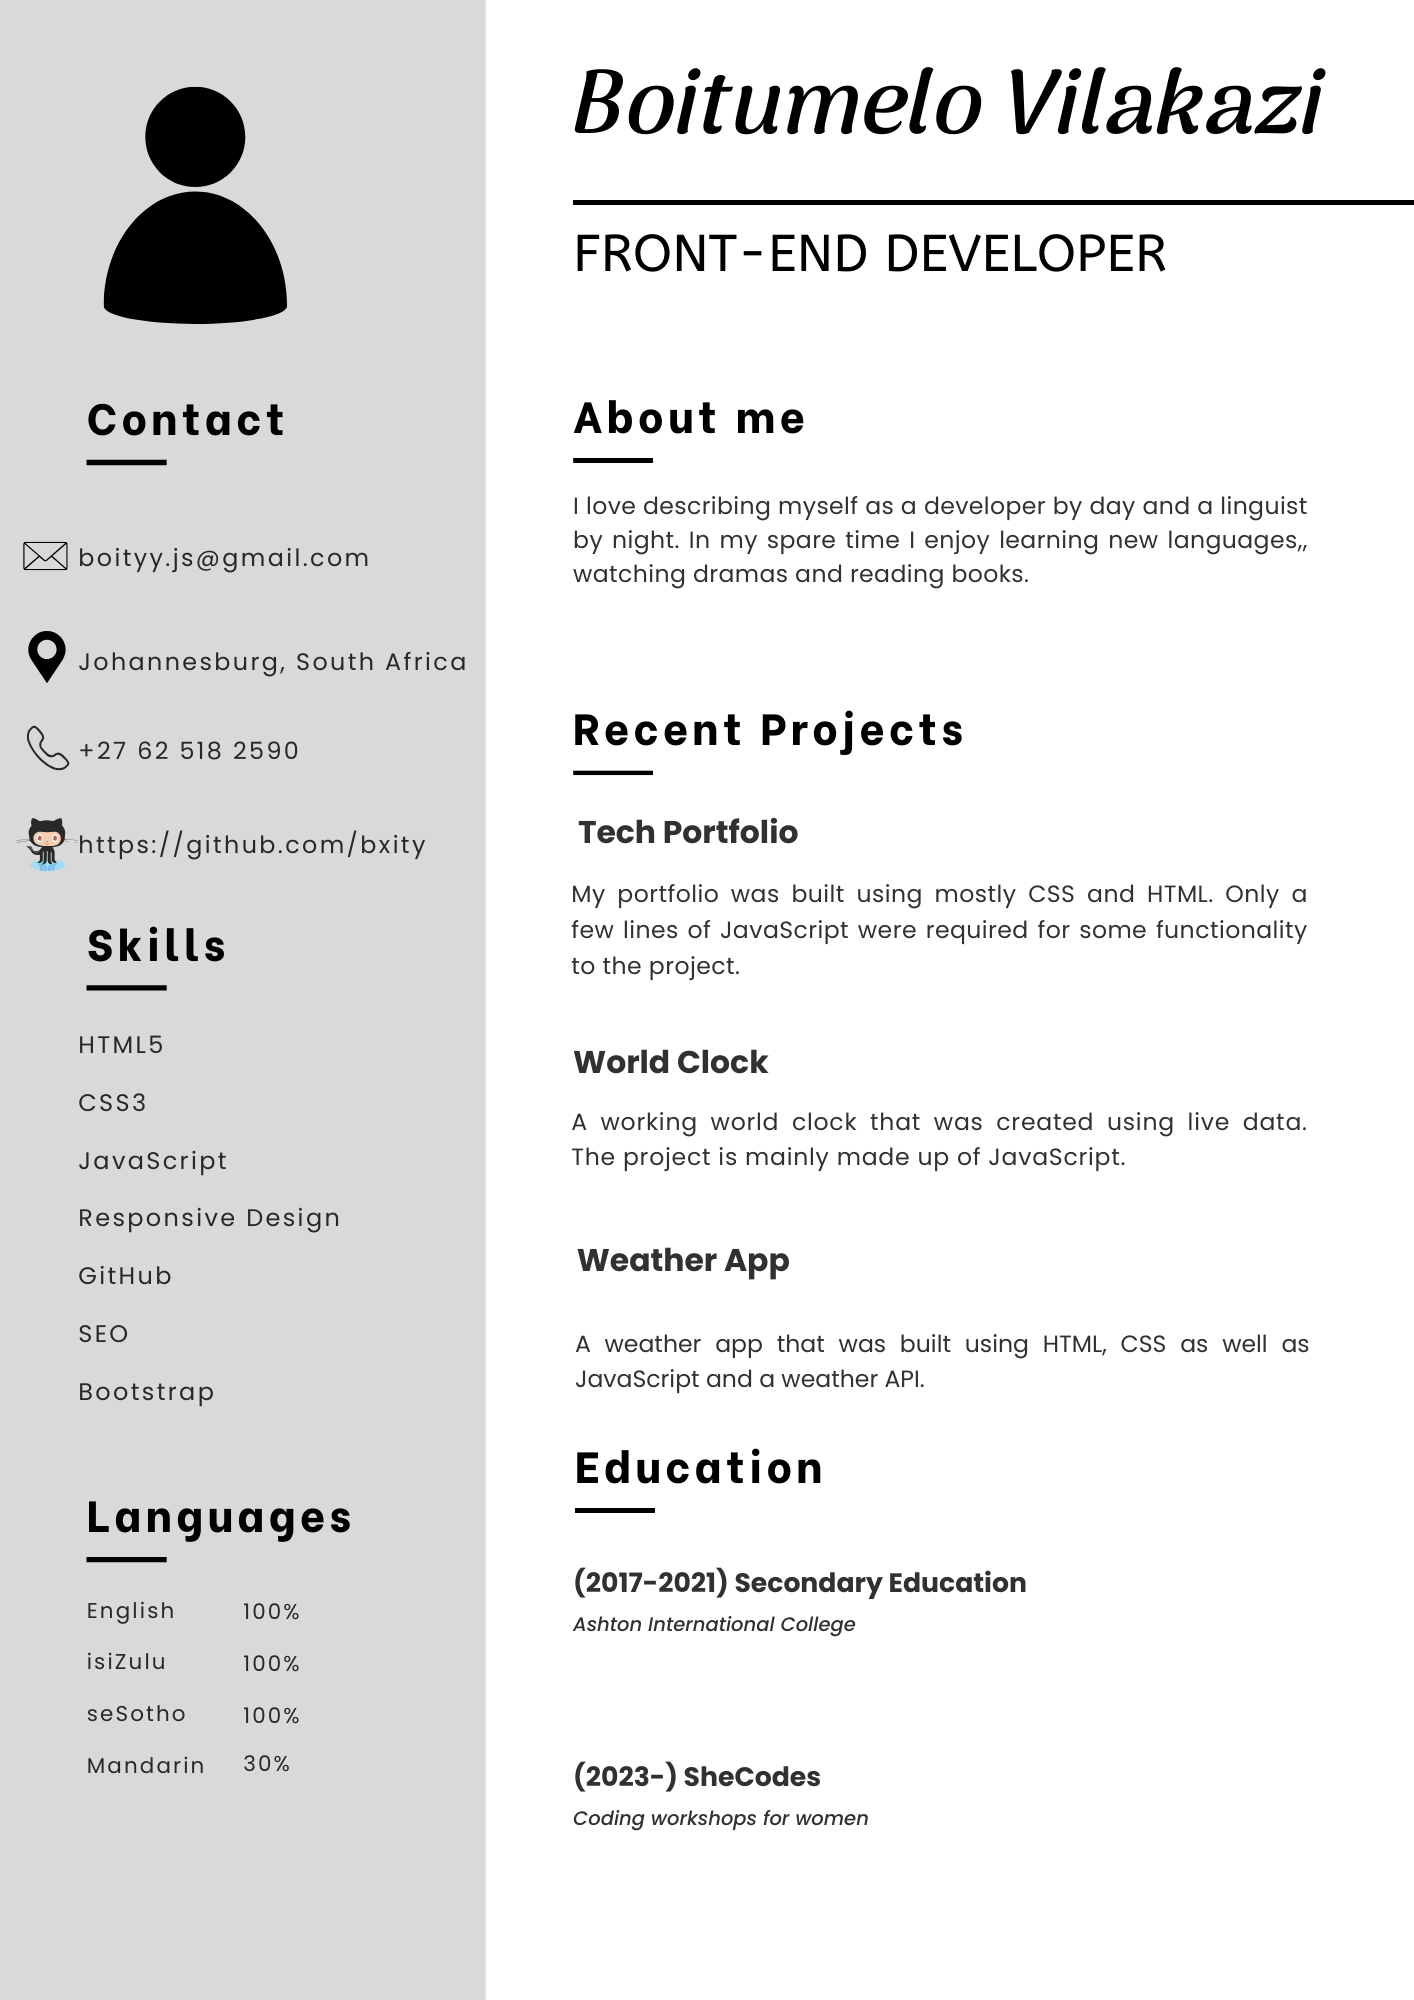 Boitumelo Vilakazi
FRONT-END DEVELOPER
Contact
boityy.js@gmail.com
Johannesburg, South Africa
+27 62 518 2590
https://github.com/bxity
Skills
HTML5
CSS3
JavaScript
Responsive Design
GitHub
SEO
Bootstrap
Languages
English 100%
isiZulu 100%
seSotho 100%
Mandarin 30%
About me
I love describing myself as a developer by day and a linguist
by night. In my spare time I enjoy learning new languages,,
watching dramas and reading books.
Recent Projects
Tech Portfolio
My portfolio was built using mostly CSS and HTML. Only a
few lines of JavaScript were required for some functionality
to the project.
World Clock
A working world clock that was created using live data.
The project is mainly made up of JavaScript.
Weather App
A weather app that was built using HTML, CSS as well as
JavaScript and a weather API.
Education
(2017-2021) Secondary Education
Ashton International College
(2023-) SheCodes
Coding workshops for women